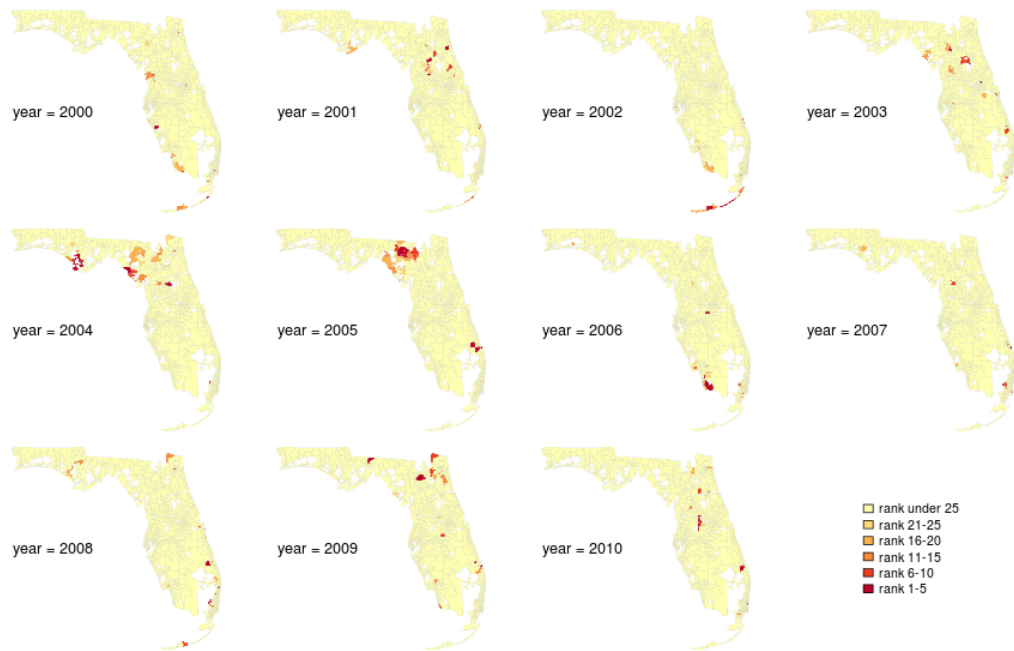 year = 2000
year = 2001
year = 2002
year = 2003
year = 2004
year = 2005
year = 2006
year = 2007
year = 2008
year = 2009
year = 2010
rank under 25
rank 21-25
rank 16-20
rank 11-15
rank 6-10
rank 1-5